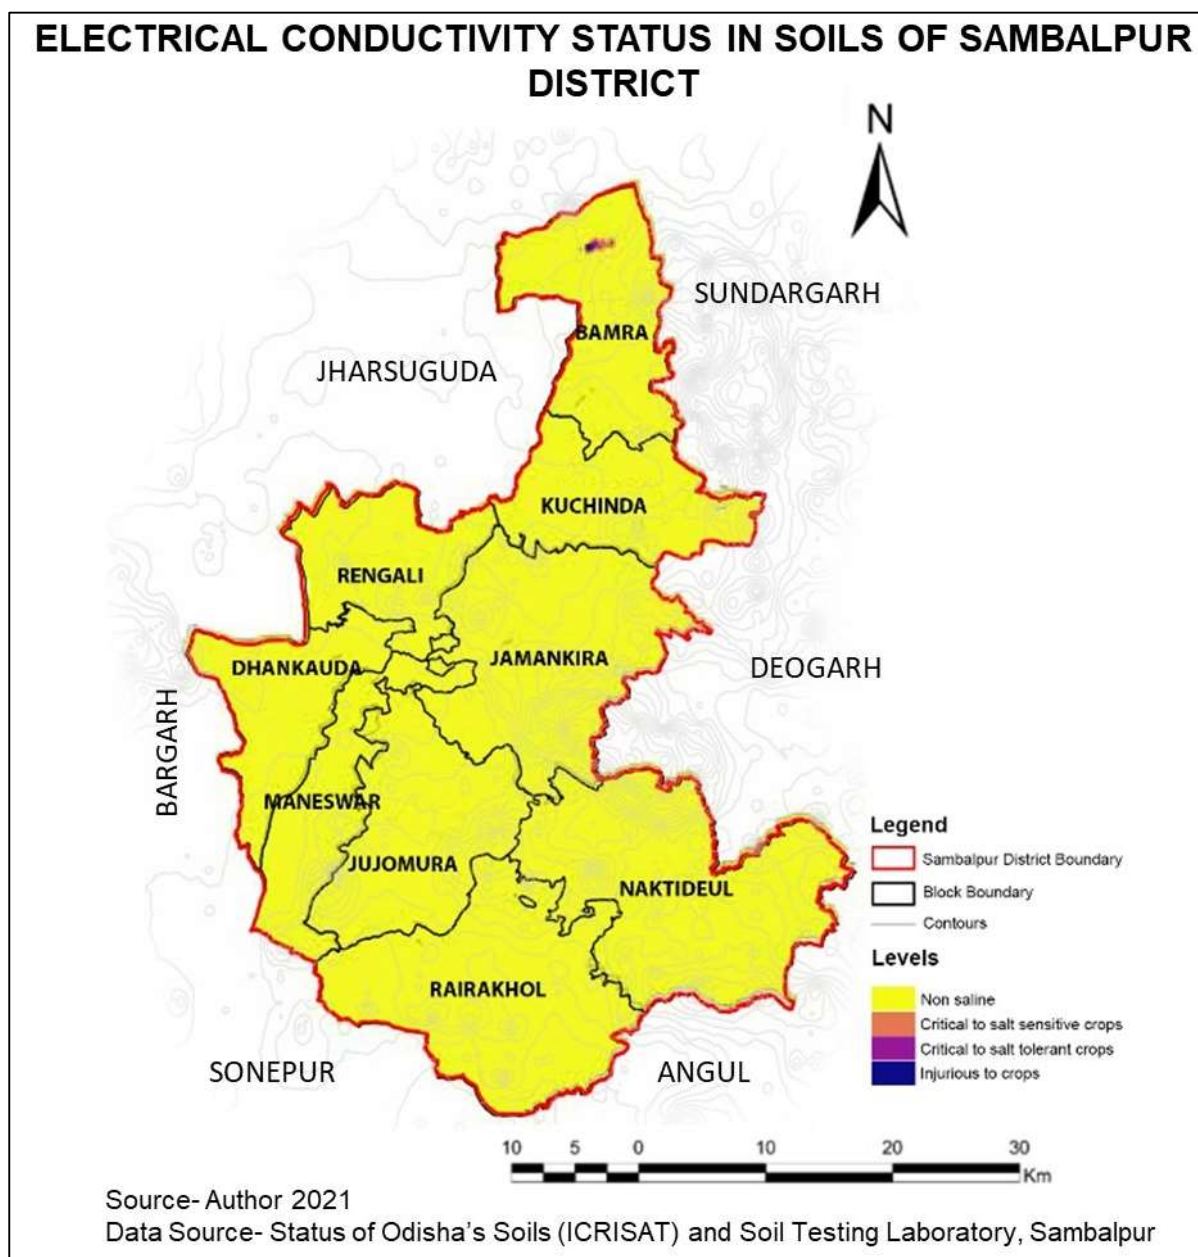 ELECTRICAL CONDUCTIVITY STATUS IN SOILS OF SAMBALPUR
DISTRICT
N
SUNDARGARH
BAMRA
JHARSUGUDA
KUCHINDA
RENGALI
JAMANKIRA
DHANKAUDA
DEOGARH
BARGARH
MANESWAR
JUJOMURA
NAKTIDEUL
RAIRAKHOL
SONEPUR
ANGUL
Legend
Sambalpur District Boundary
Block Boundary
Contours
Levels
Non saline
Critical to salt sensitive crops
Critical to salt tolerant crops
Injurious to crops
10 5 0 10 20 30
Km
Source- Author 2021
Data Source- Status of Odisha's Soils (ICRISAT) and Soil Testing Laboratory, Sambalpur